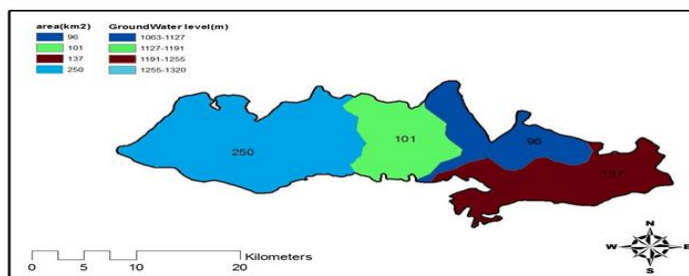 area(km2) GroundWater level(m)
96 1063-1127
101 1127-1191
137 1191-1255
250 1255-1320
250
101
96
137
Kilometers
0 5 10 20
N
W E
S